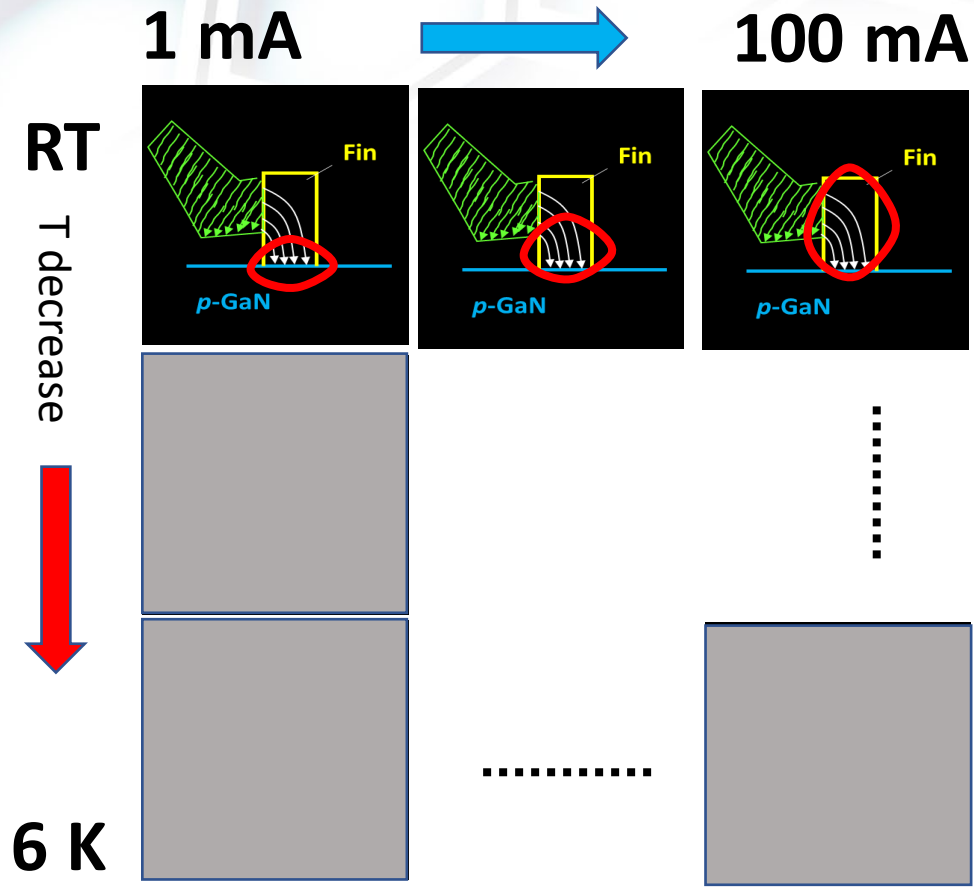 1 mA
100 mA
RT
Fin
Fin
Fin
p-GaN
p-GaN
p-GaN
T decrease
6 K